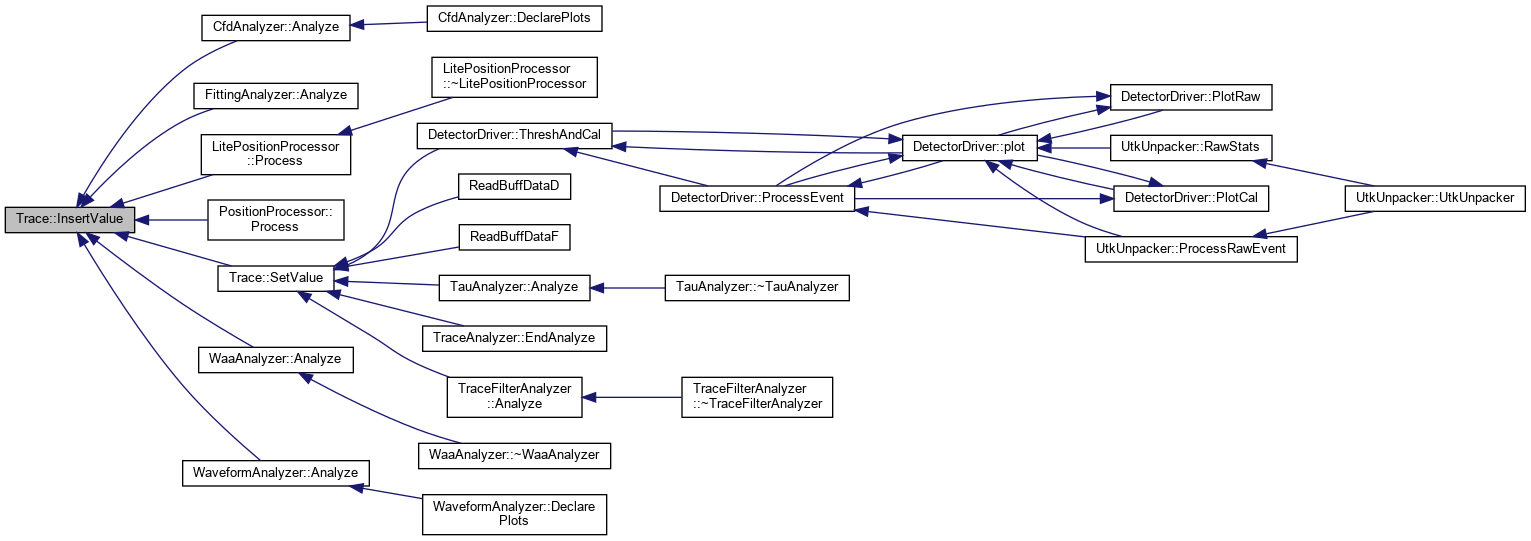 Trace::InsertValue
CfdAnalyzer::Analyze
CfdAnalyzer::DeclarePlots
FittingAnalyzer::Analyze
LitePositionProcessor
::Process
LitePositionProcessor
::~LitePositionProcessor
PositionProcessor::
Process
Trace::SetValue
DetectorDriver::ThreshAndCal
ReadBuffDataD
ReadBuffDataF
TauAnalyzer::Analyze
TauAnalyzer::~TauAnalyzer
TraceAnalyzer::EndAnalyze
TraceFilterAnalyzer
::Analyze
TraceFilterAnalyzer
::~TraceFilterAnalyzer
DetectorDriver::ProcessEvent
DetectorDriver::plot
DetectorDriver::PlotRaw
UtkUnpacker::RawStats
DetectorDriver::PlotCal
UtkUnpacker::ProcessRawEvent
UtkUnpacker::UtkUnpacker
WaaAnalyzer::Analyze
WaaAnalyzer::~WaaAnalyzer
WaveformAnalyzer::Analyze
WaveformAnalyzer::Declare
Plots